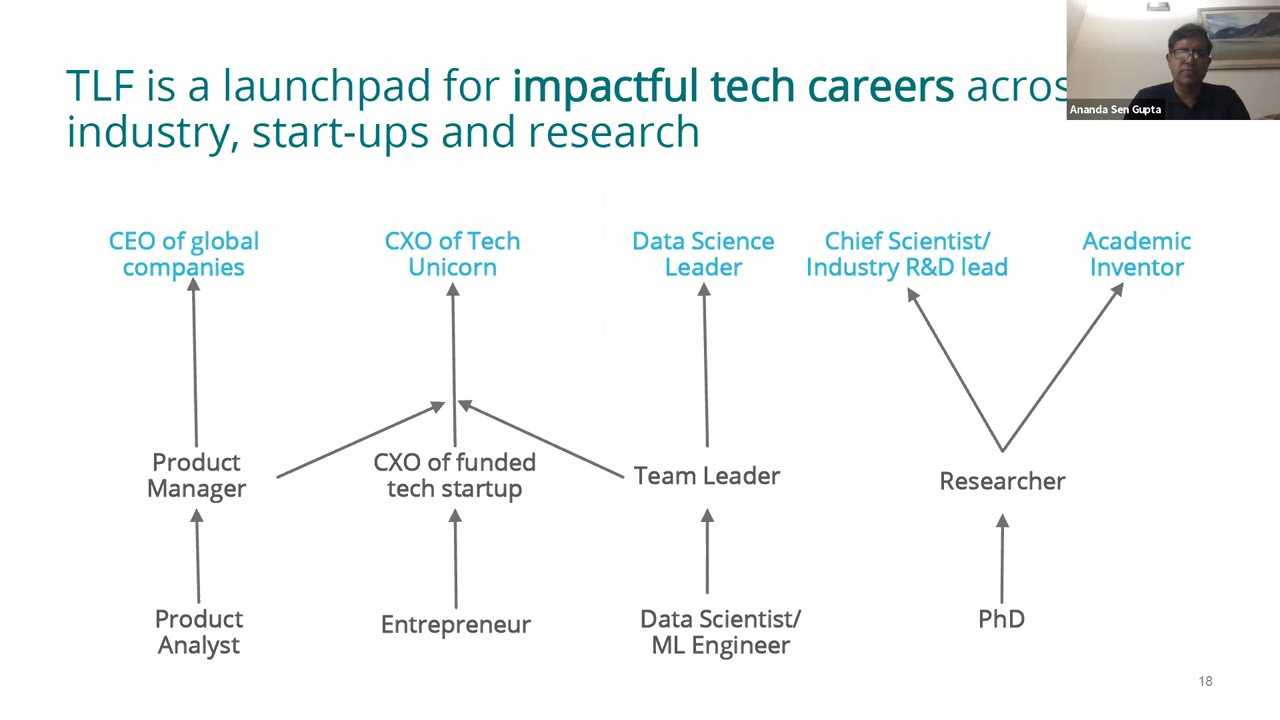 TLF is a launchpad for impactful tech careers acros
industry, start-ups and research
Ananda Sen Gupta
CEO of global
companies
CXO of Tech
Unicorn
Data Science
Leader
Chief Scientist/
Industry R&D lead
Academic
Inventor
Product
Manager
CXO of funded
tech startup
Team Leader
Researcher
Product
Analyst
Entrepreneur
Data Scientist/
ML Engineer
PhD
18